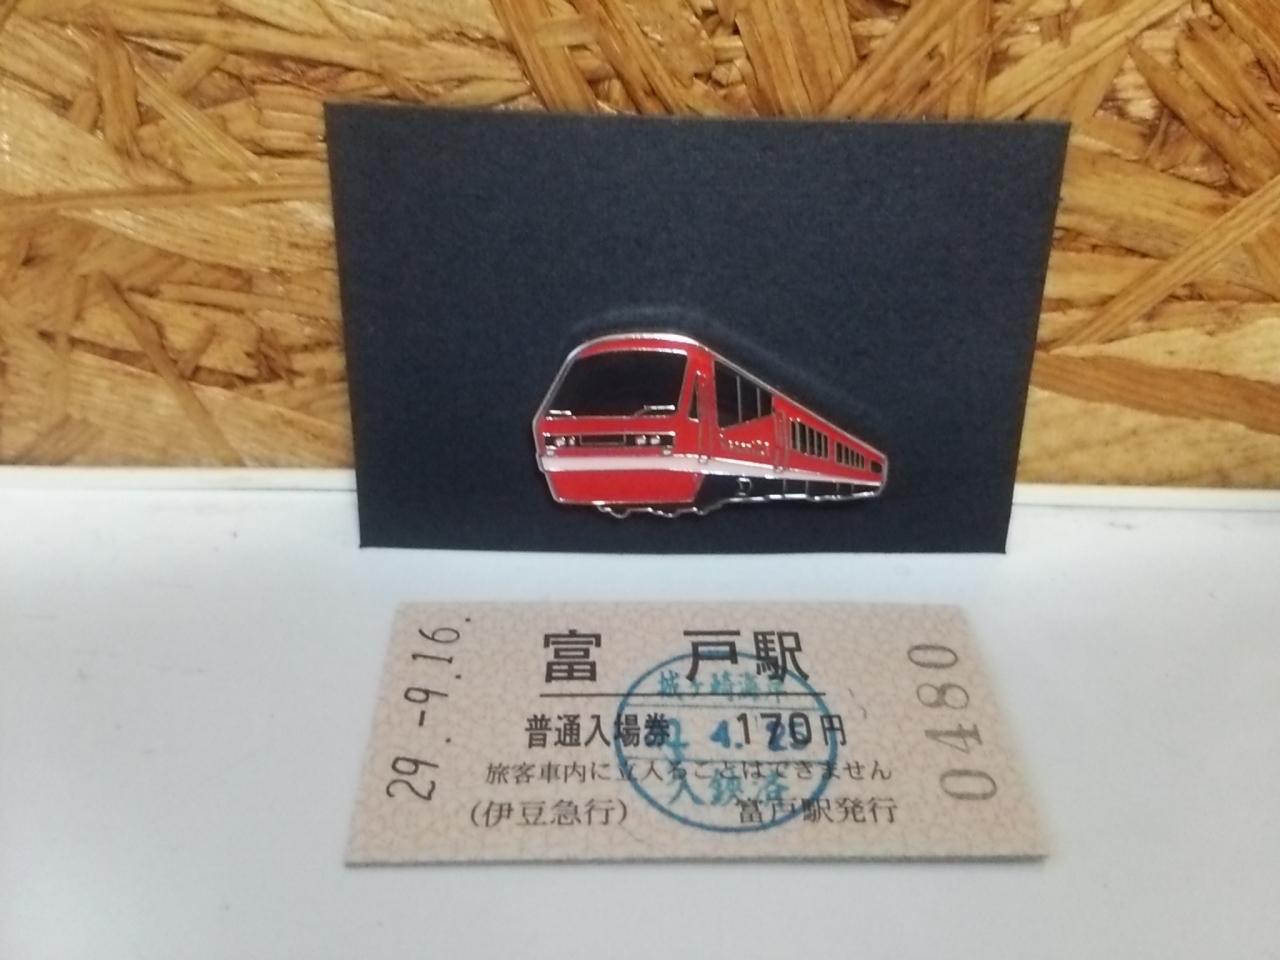 富戸駅
普通入場券 170円
旅客車内に立入ることはできません
(伊豆急行) 富戸駅発行
29.-9.16.
0480
城ヶ崎海岸
4.25
入鋏済